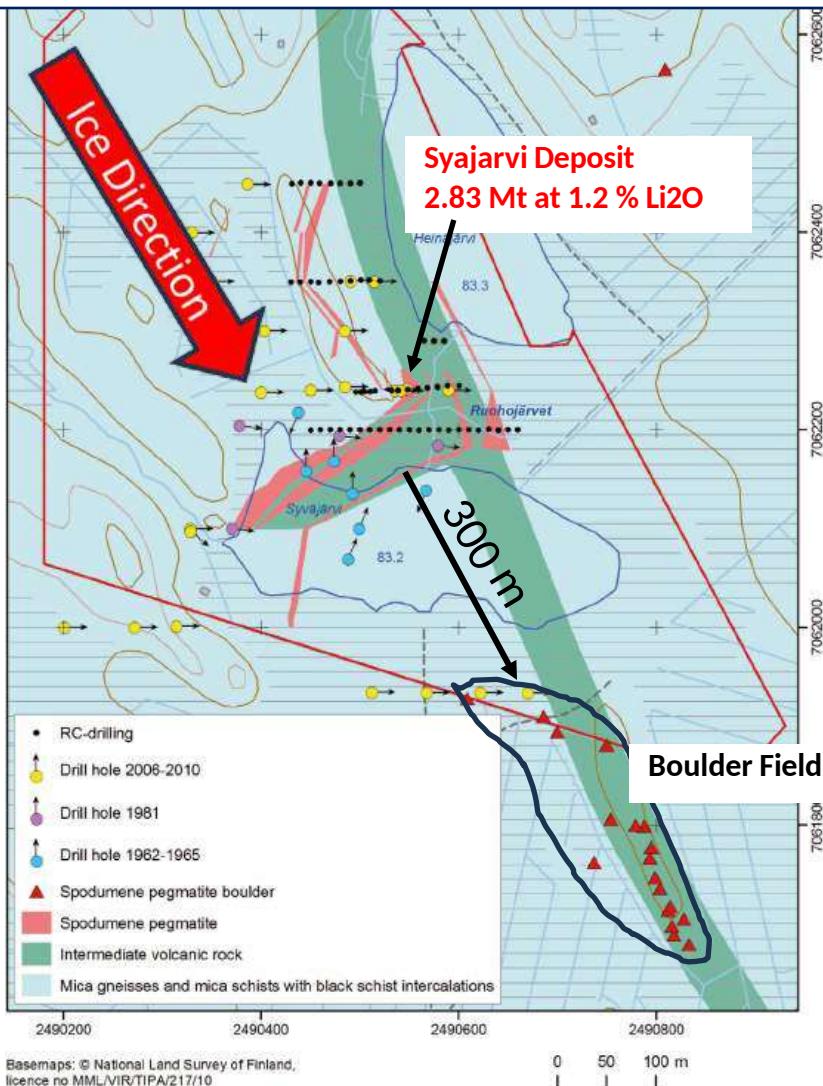 7062600
Ice Direction
Syajarvi Deposit
2.83 Mt at 1.2 % Li2O
7062400
Heinäjärvi
83.3
Ruohojärvet
7062200
Syväjärvi
83.2
300 m
7062000
RC-drilling
Drill hole 2006-2010
Drill hole 1981
Drill hole 1962-1965
Spodumene pegmatite boulder
Spodumene pegmatite
Intermediate volcanic rock
Mica gneisses and mica schists with black schist intercalations
Boulder Field
7061800
2490200
2490400
2490600
2490800
Basemaps: © National Land Survey of Finland,
licence no MML/VIR/TIPA/217/10
0 50 100 m